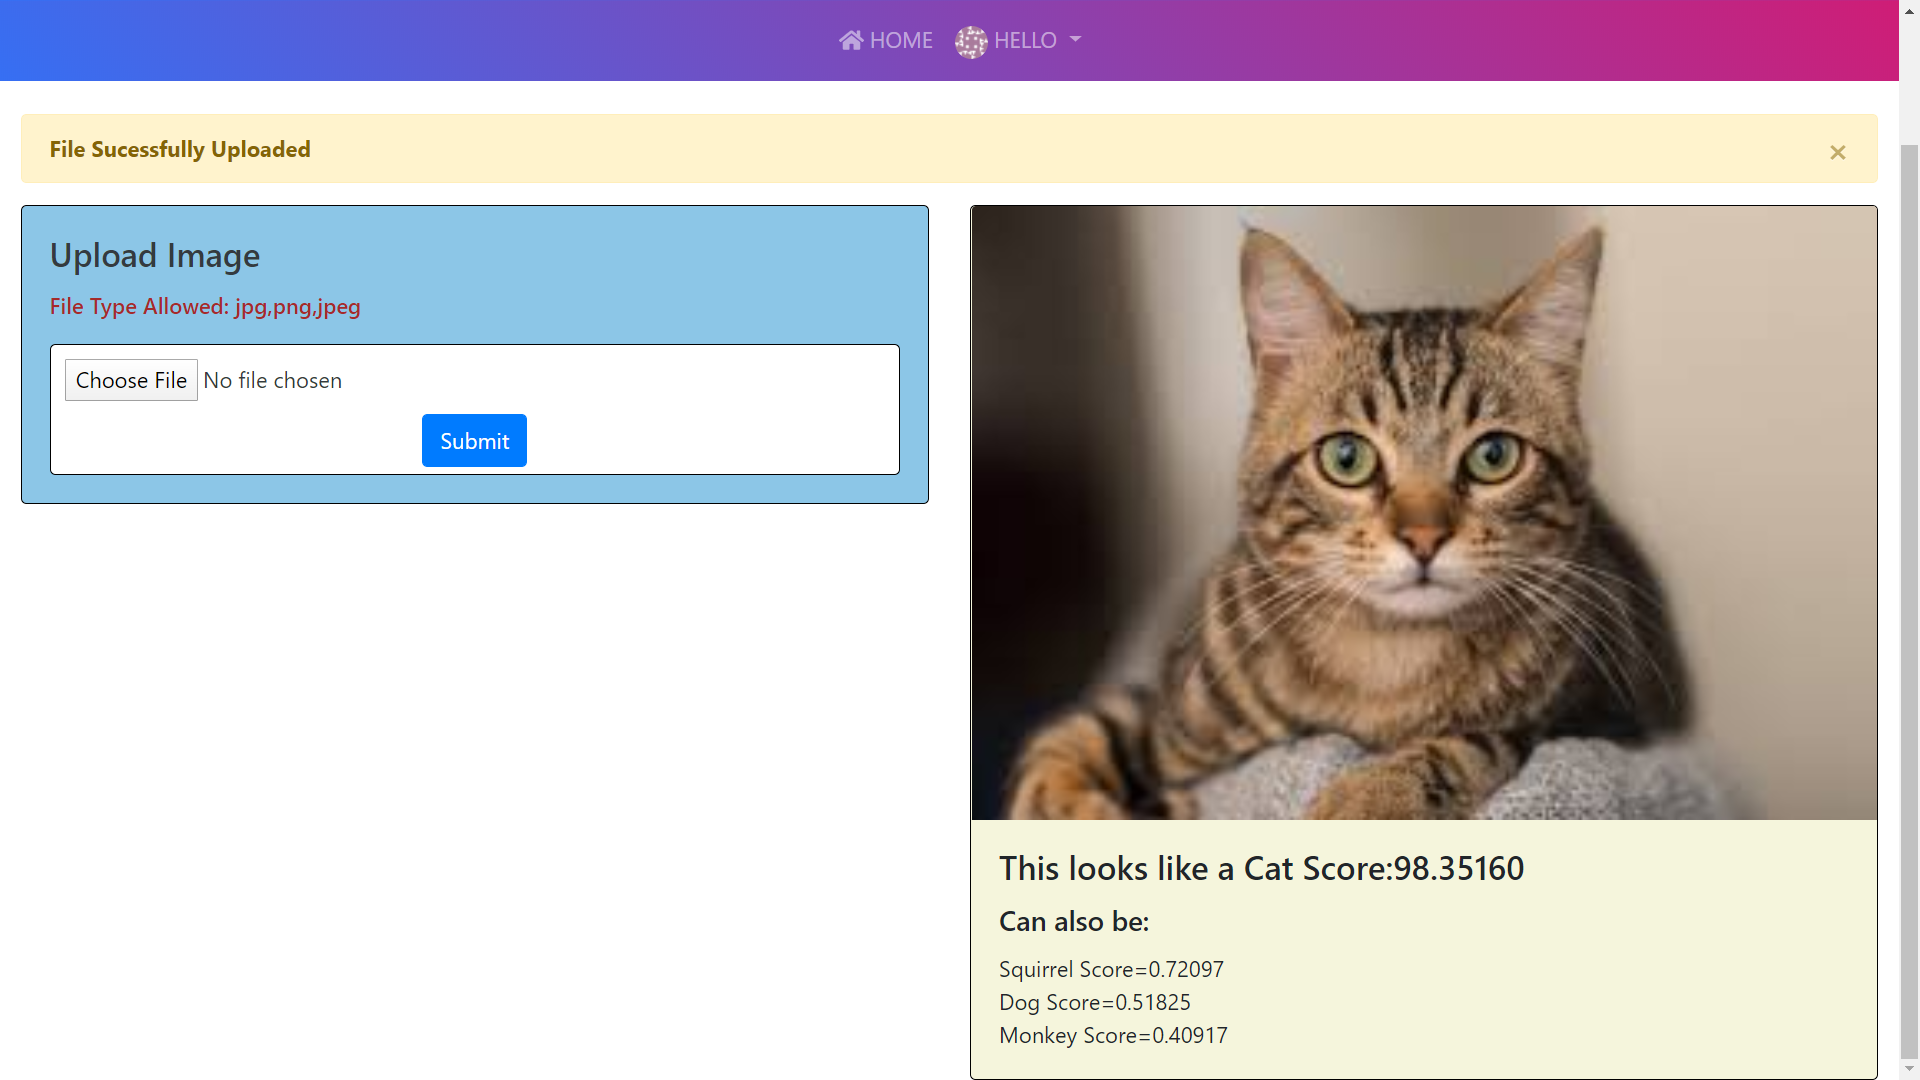 HOME HELLO
File Sucessfully Uploaded ×
Upload Image
File Type Allowed: jpg,png,jpeg
Choose File No file chosen
Submit
This looks like a Cat Score:98.35160
Can also be:
Squirrel Score=0.72097
Dog Score=0.51825
Monkey Score=0.40917